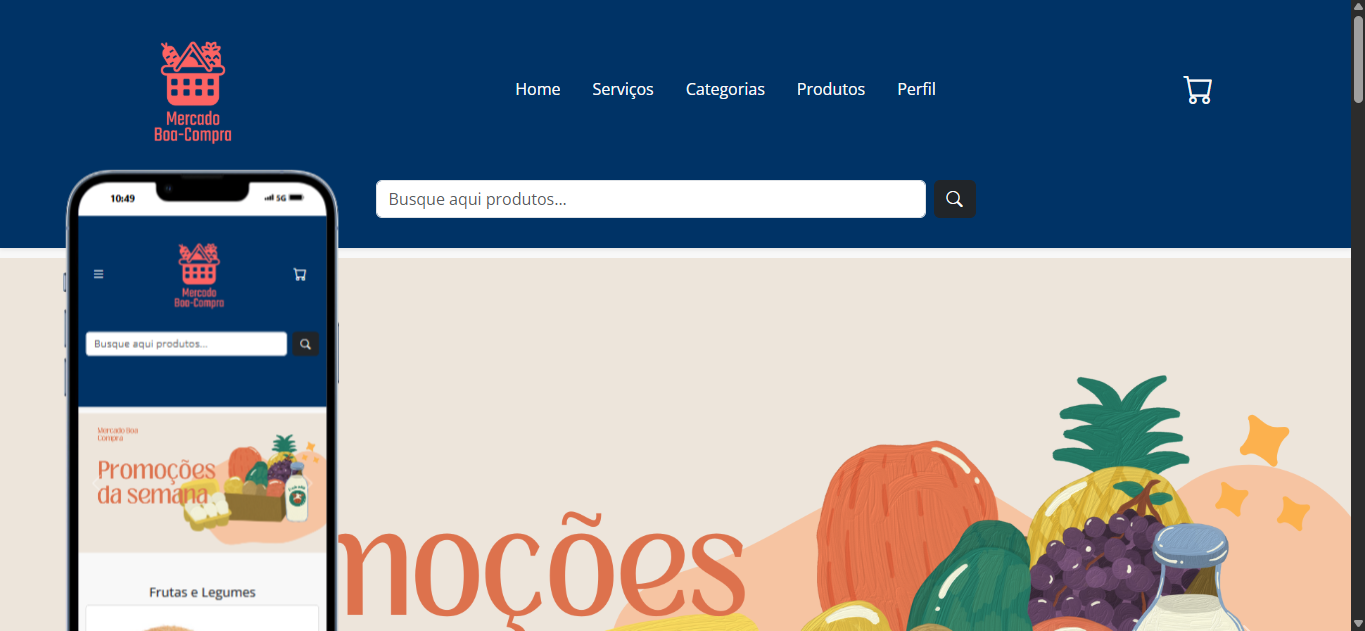 Mercado
Boa-Compra
Home
Serviços
Categorias
Produtos
Perfil
Busque aqui produtos...
10:49
5G
Mercado
Boa-Compra
Busque aqui produtos...
Mercado Boa
Compra
Promoções
da semana
Frutas e Legumes
moções